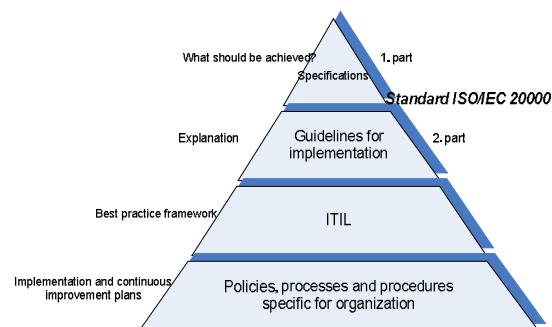 What should be achieved?
1. part
Specifications
Standard ISO/IEC 20000
Explanation
Guidelines for
implementation
2. part
Best practice framework
ITIL
Implementation and continuous
improvement plans
Policies, processes and procedures
specific for organization